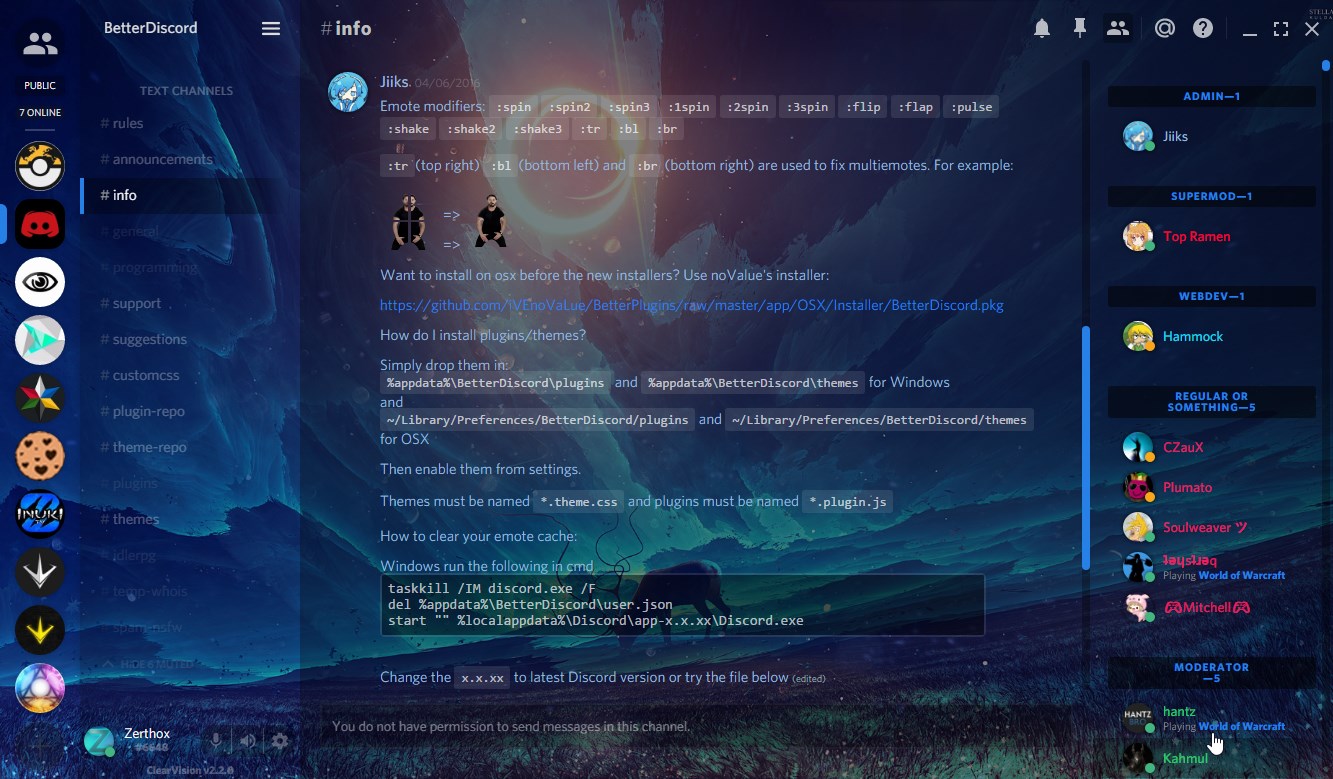 PUBLIC
7 ONLINE
BetterDiscord
TEXT CHANNELS
# rules
# announcements
# info
# general
# programming
# support
# suggestions
# customcss
# plugin-repo
# theme-repo
# plugins
# themes
# idlerpg
# temp-whois
# spam-nsfw
HIDE 6 MUTED
Zerthox
#6648
ClearVision v2.2.0
# info
Jiiks 04/06/2016
Emote modifiers: :spin :spin2 :spin3 :1spin :2spin :3spin :flip :flap :pulse
:shake :shake2 :shake3 :tr :bl :br
:tr (top right) :bl (bottom left) and :br (bottom right) are used to fix multiemotes. For example:
=>
=>
Want to install on osx before the new installers? Use noValue's installer:
https://github.com/IVEnoVaLue/BetterPlugins/raw/master/app/OSX/Installer/BetterDiscord.pkg
How do I install plugins/themes?
Simply drop them in:
%appdata%\BetterDiscord\plugins and %appdata%\BetterDiscord\themes for Windows
and
~/Library/Preferences/BetterDiscord/plugins and ~/Library/Preferences/BetterDiscord/themes
for OSX
Then enable them from settings.
Themes must be named *.theme.css and plugins must be named *.plugin.js
How to clear your emote cache:
Windows run the following in cmd
taskkill /IM discord.exe /F
del %appdata%\BetterDiscord\user.json
start "" %localappdata%\Discord\app-x.x.xx\Discord.exe
Change the x.x.xx to latest Discord version or try the file below (edited)
You do not have permission to send messages in this channel.
ADMIN—1
Jiiks
SUPERMOD—1
Top Ramen
WEBDEV—1
Hammock
REGULAR OR
SOMETHING—5
CZauX
Plumato
Soulweaver ツ
Playing World of Warcraft
Mitchell
MODERATOR
—5
HANTZ
hantz
Playing World of Warcraft
Kahmul